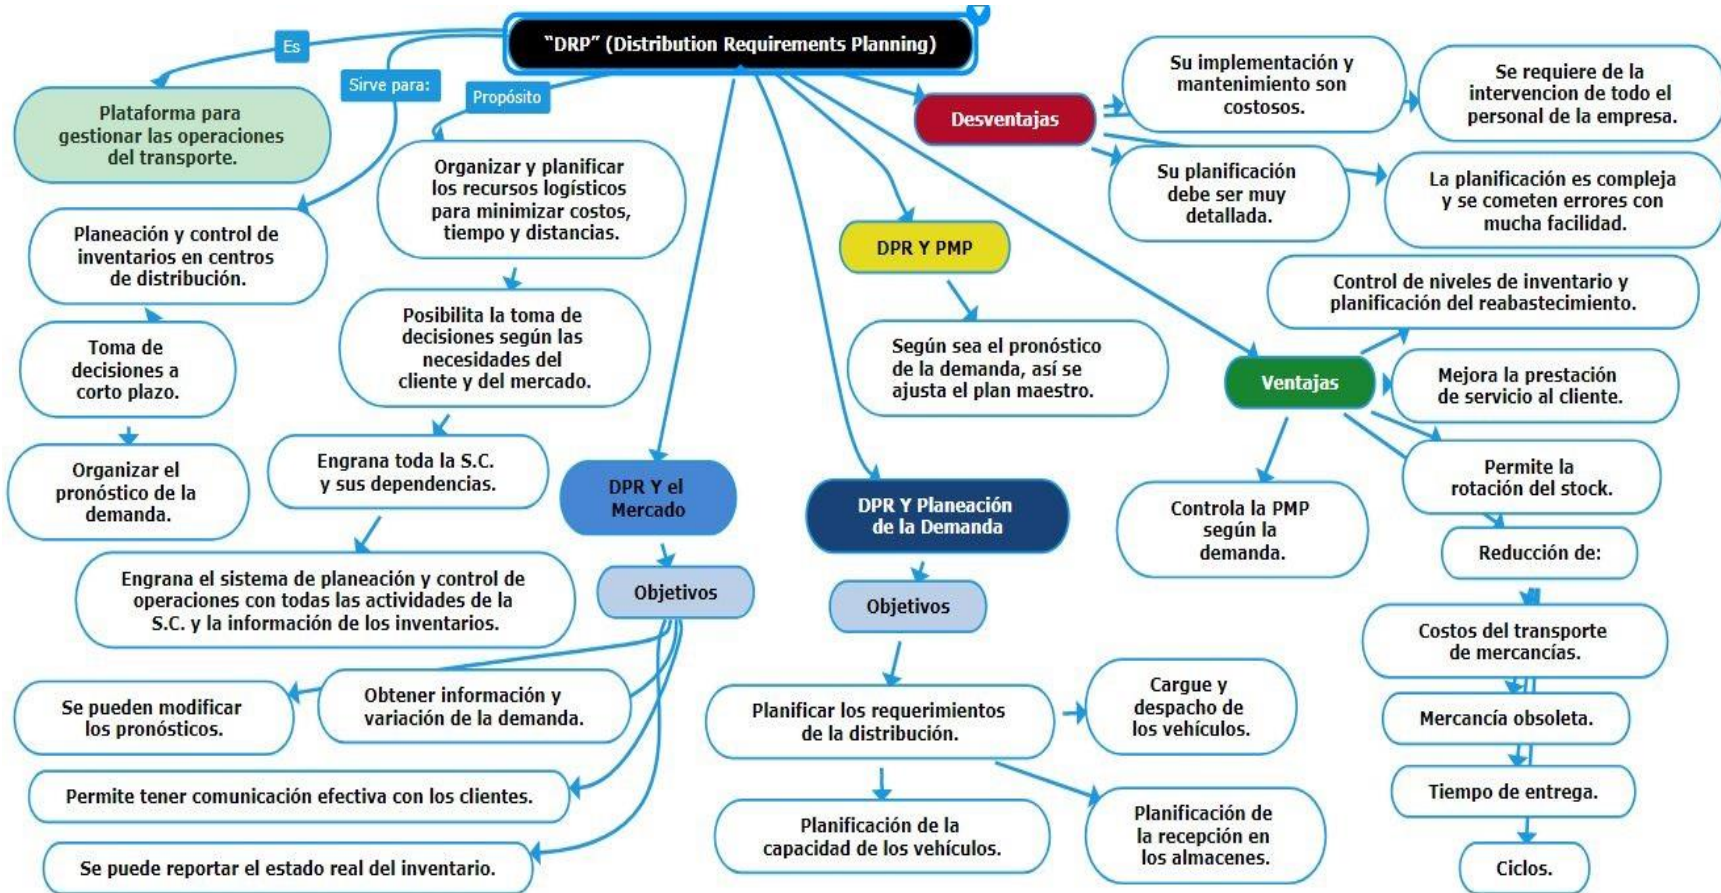 “DRP” (Distribution Requirements Planning)
Es
Plataforma para
gestionar las operaciones
del transporte.
Sirve para:
Planeación y control de
inventarios en centros
de distribución.
Toma de
decisiones a
corto plazo.
Organizar el
pronóstico de la
demanda.
Propósito
Organizar y planificar
los recursos logísticos
para minimizar costos,
tiempo y distancias.
Posibilita la toma de
decisiones según las
necesidades del
cliente y del mercado.
Engrana toda la S.C.
y sus dependencias.
Engrana el sistema de planeación y control de
operaciones con todas las actividades de la
S.C. y la información de los inventarios.
DPR Y el
Mercado
Objetivos
Se pueden modificar
los pronósticos.
Obtener información y
variación de la demanda.
Permite tener comunicación efectiva con los clientes.
Se puede reportar el estado real del inventario.
DPR Y Planeación
de la Demanda
Objetivos
Planificar los requerimientos
de la distribución.
Cargue y
despacho de
los vehículos.
Planificación de la
capacidad de los vehículos.
Planificación de
la recepción en
los almacenes.
DPR Y PMP
Según sea el pronóstico
de la demanda, así se
ajusta el plan maestro.
Desventajas
Su implementación y
mantenimiento son
costosos.
Se requiere de la
intervencion de todo el
personal de la empresa.
Su planificación
debe ser muy
detallada.
La planificación es compleja
y se cometen errores con
mucha facilidad.
Ventajas
Control de niveles de inventario y
planificación del reabastecimiento.
Mejora la prestación
de servicio al cliente.
Permite la
rotación del stock.
Controla la PMP
según la
demanda.
Reducción de:
Costos del transporte
de mercancías.
Mercancía obsoleta.
Tiempo de entrega.
Ciclos.